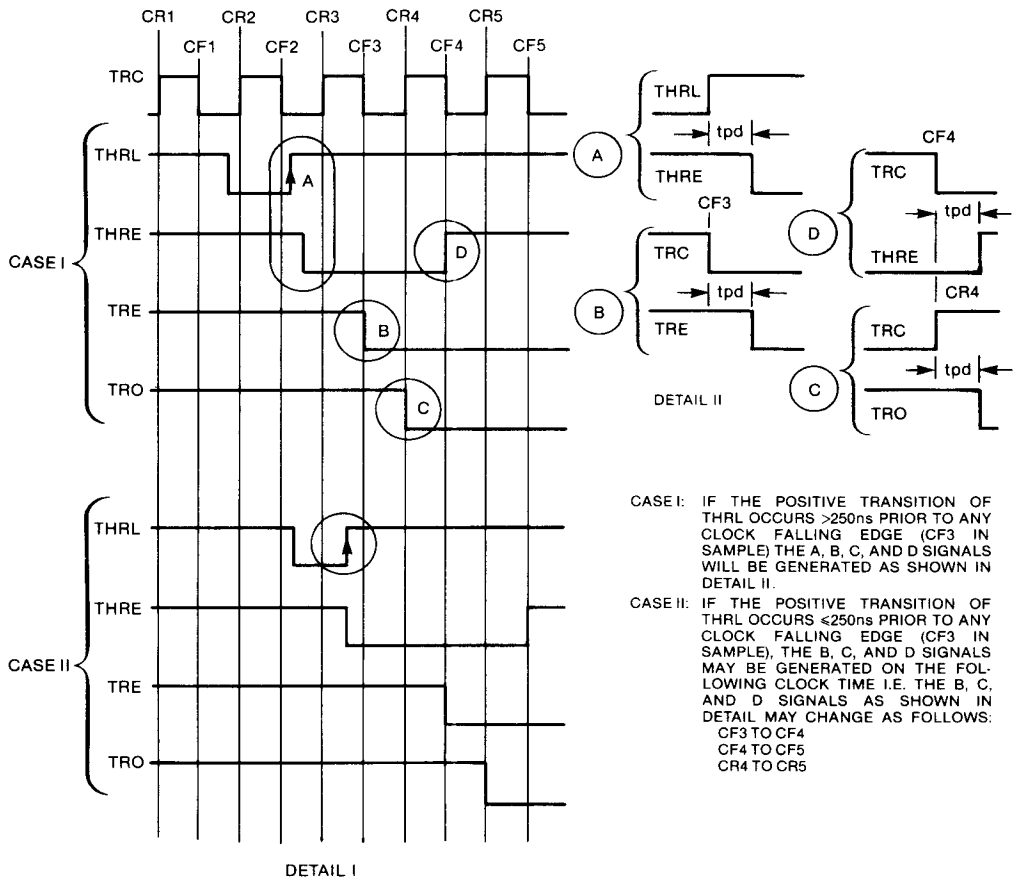 CR1 CR2 CR3 CR4 CR5
CF1 CF2 CF3 CF4 CF5
TRC
CASE I
THRL
A
THRE
D
TRE
B
TRO
C
CASE II
THRL
THRE
TRE
TRO
DETAIL I
A
THRL
tpd
THRE
B
CF3
TRC
tpd
TRE
D
CF4
TRC
tpd
THRE
C
CR4
TRC
tpd
TRO
DETAIL II
CASE I: IF THE POSITIVE TRANSITION OF
THRL OCCURS >250ns PRIOR TO ANY
CLOCK FALLING EDGE (CF3 IN
SAMPLE) THE A, B, C, AND D SIGNALS
WILL BE GENERATED AS SHOWN IN
DETAIL II.
CASE II: IF THE POSITIVE TRANSITION OF
THRL OCCURS ⩽250ns PRIOR TO ANY
CLOCK FALLING EDGE (CF3 IN
SAMPLE), THE B, C, AND D SIGNALS
MAY BE GENERATED ON THE FOL-
LOWING CLOCK TIME I.E. THE B, C,
AND D SIGNALS AS SHOWN IN
DETAIL MAY CHANGE AS FOLLOWS:
CF3 TO CF4
CF4 TO CF5
CR4 TO CR5